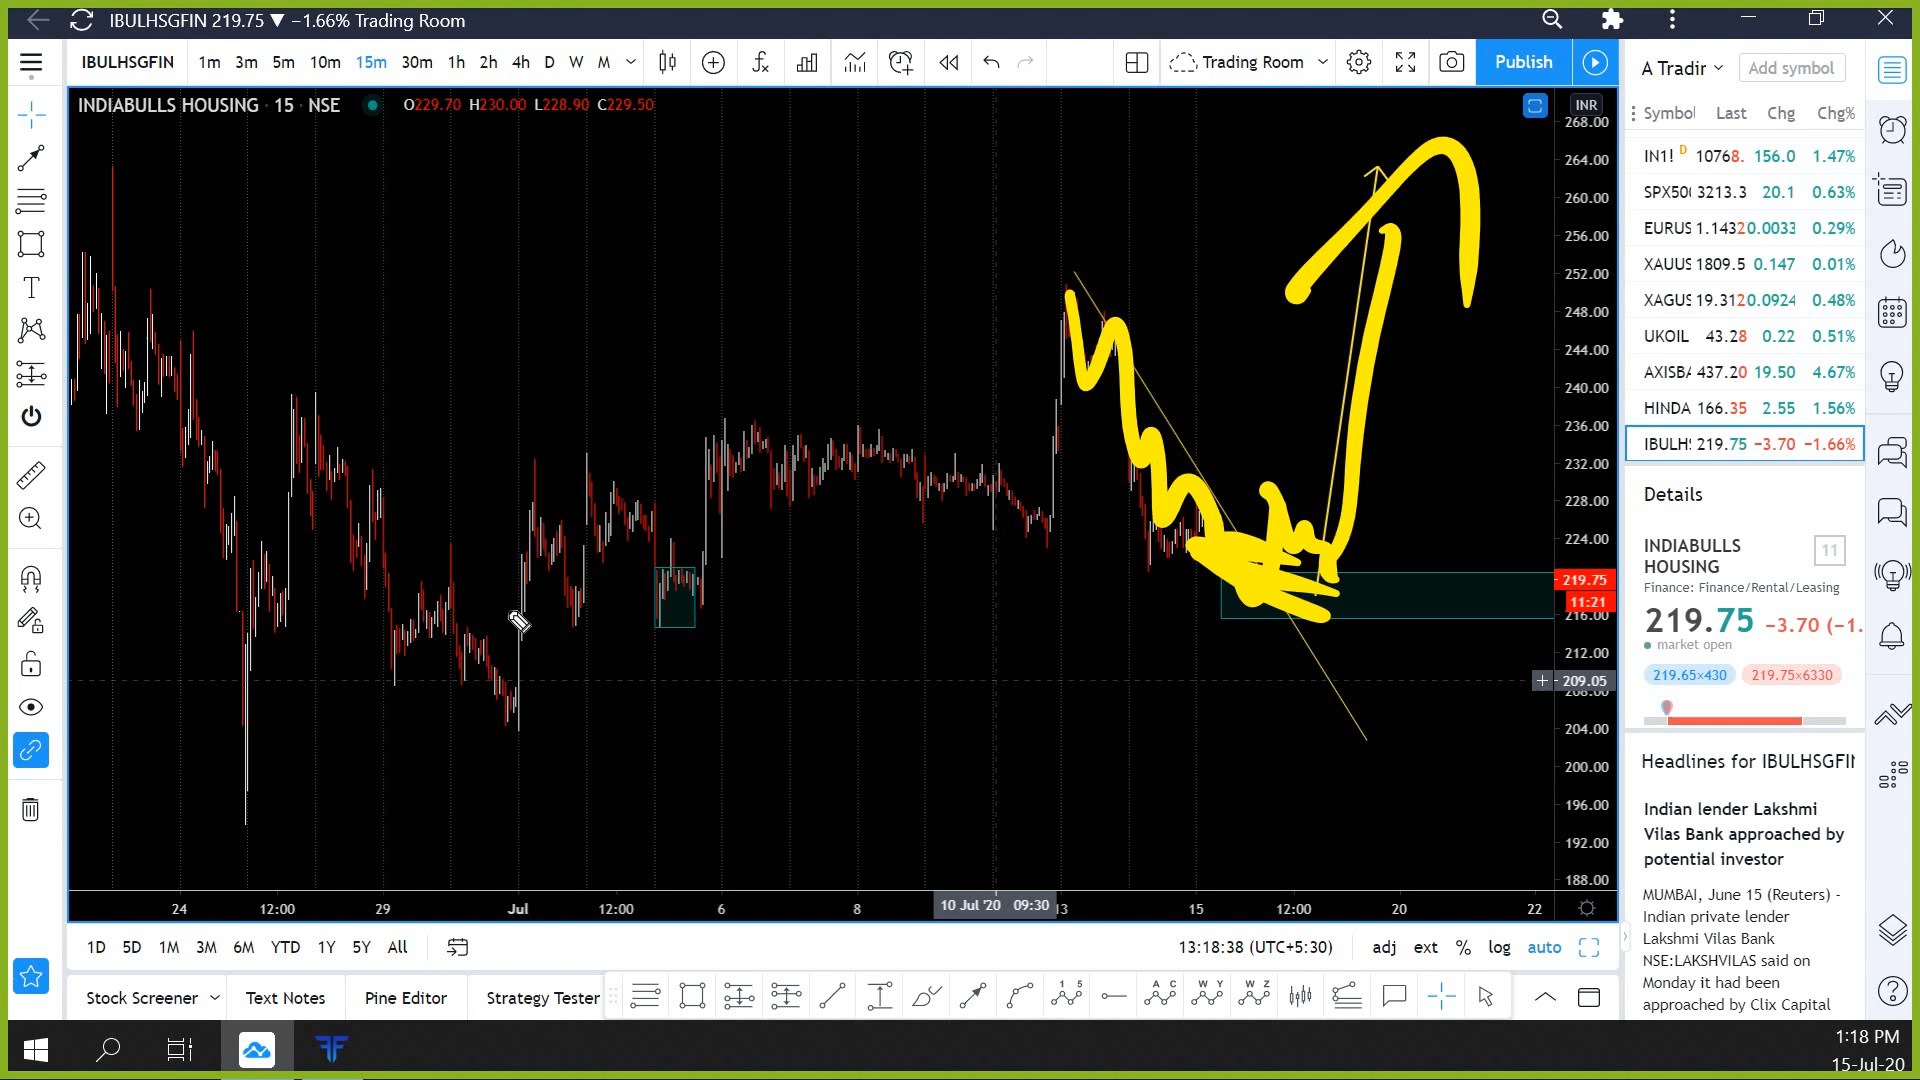 IBULHSGFIN 219.75 ▼ −1.66% Trading Room
IBULHSGFIN 1m 3m 5m 10m 15m 30m 1h 2h 4h D W M Trading Room Publish
A Tradir Add symbol
INDIABULLS HOUSING · 15 · NSE O229.70 H230.00 L228.90 C229.50
INR
Symbol Last Chg Chg%
IN1! D 10768. 156.0 1.47%
SPX50( 3213.3 20.1 0.63%
EURUS 1.1432 0.0033 0.29%
XAUUS 1809.5 0.147 0.01%
XAGUS 19.312 0.0924 0.48%
UKOIL 43.28 0.22 0.51%
AXISBA 437.20 19.50 4.67%
HINDA 166.35 2.55 1.56%
IBULH: 219.75 −3.70 −1.66%
268.00
264.00
260.00
256.00
252.00
248.00
244.00
240.00
236.00
232.00
228.00
224.00
219.75
11:21
216.00
212.00
209.05
208.00
204.00
200.00
196.00
192.00
188.00
Details
INDIABULLS
HOUSING
11
Finance: Finance/Rental/Leasing
219.75 −3.70 (−1.
market open
219.65×430 219.75×6330
Headlines for IBULHSGFIN
Indian lender Lakshmi
Vilas Bank approached by
potential investor
MUMBAI, June 15 (Reuters) -
Indian private lender
Lakshmi Vilas Bank
NSE:LAKSHVILAS said on
Monday it had been
approached by Clix Capital
24 12:00 29 Jul 12:00 6 8 10 Jul '20 09:30 13 15 12:00 20 22
1D 5D 1M 3M 6M YTD 1Y 5Y All 13:18:38 (UTC+5:30) adj ext % log auto
Stock Screener Text Notes Pine Editor Strategy Tester
1 5 A C W Y W Z
1:18 PM
15-Jul-20